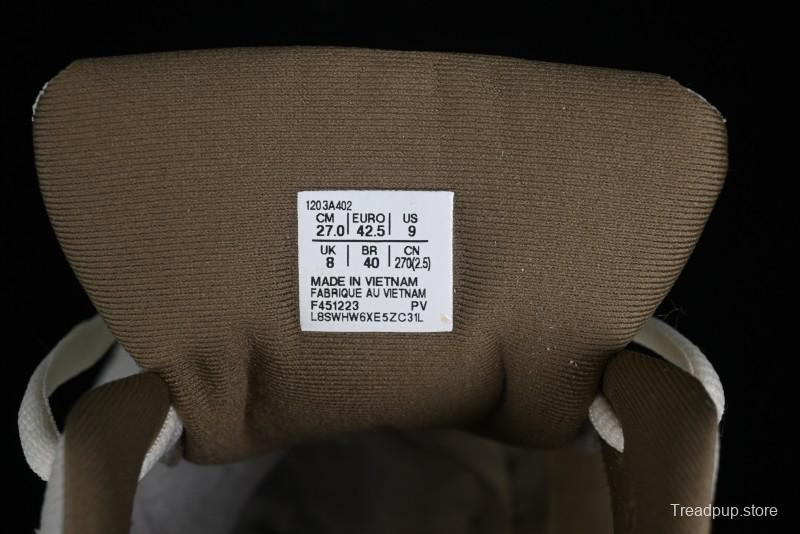 1203A402
CM | EURO | US
27.0 42.5 9
UK | BR | CN
8 40 270(2.5)
MADE IN VIETNAM
FABRIQUE AU VIETNAM
F451223 PV
L8SWHW6XE5ZC31L
Treadpup.store